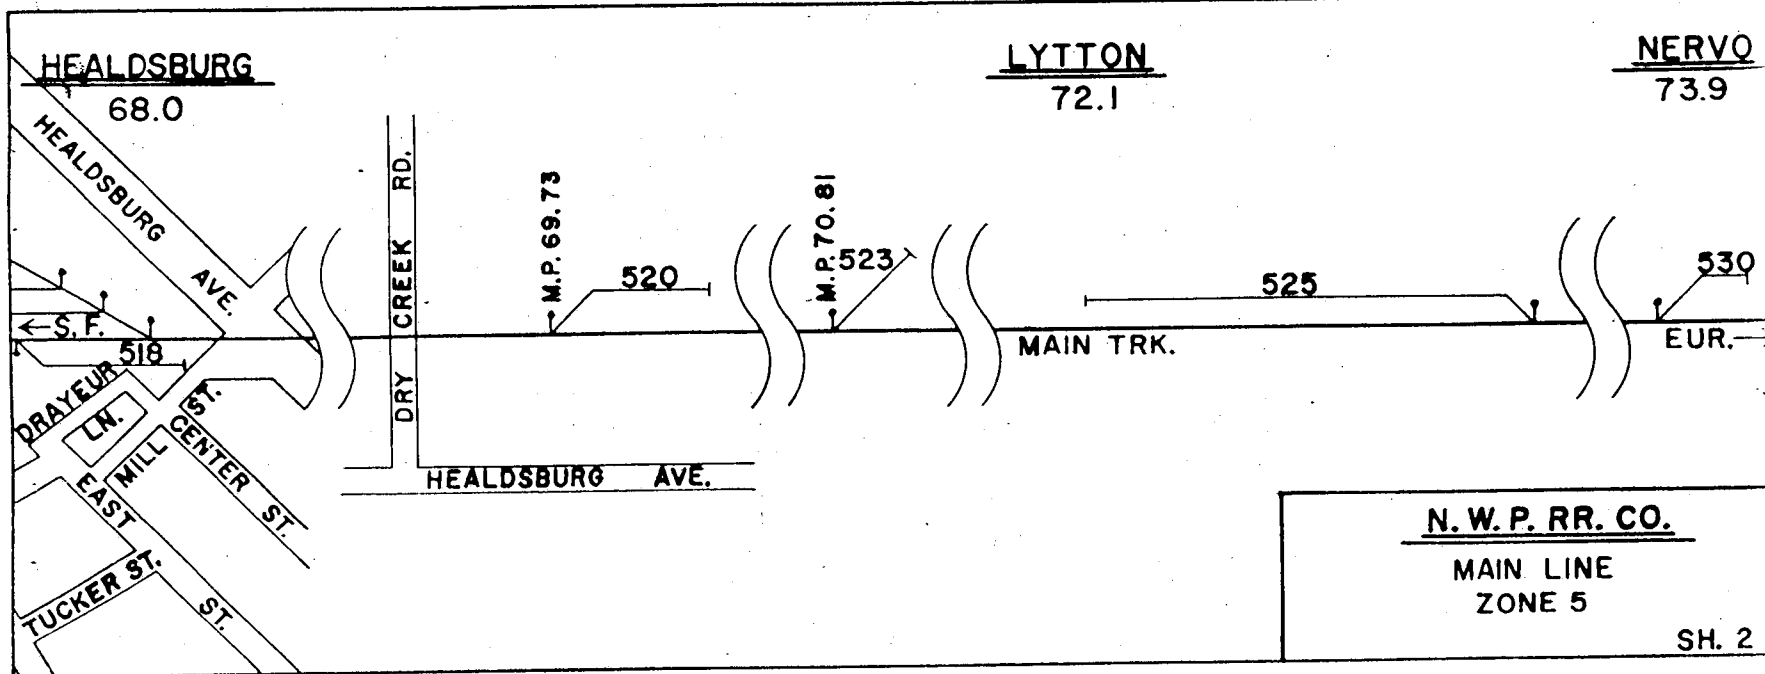 HEALDSBURG
68.0
LYTTON
72.1
NERVO
73.9
HEALDSBURG AVE.
DRY CREEK RD.
M.P. 69.73
520
M.P. 70.81
523
525
530
←S.F.
518
MAIN TRK.
EUR.→
DRAYEUR LN.
MILL ST.
CENTER ST.
EAST ST.
TUCKER ST.
HEALDSBURG AVE.
N.W.P. RR. CO.
MAIN LINE
ZONE 5
SH. 2